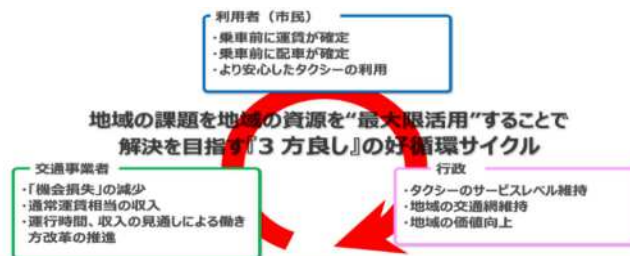 利用者（市民）
・乗車前に運賃が確定
・乗車前に配車が確定
・より安心したタクシーの利用
地域の課題を地域の資源を“最大限活用”することで
解決を目指す『3方良し』の好循環サイクル
交通事業者
・「機会損失」の減少
・通常運賃相当の収入
・運行時間、収入の見通しによる働き
方改革の推進
行政
・タクシーのサービスレベル維持
・地域の交通網維持
・地域の価値向上